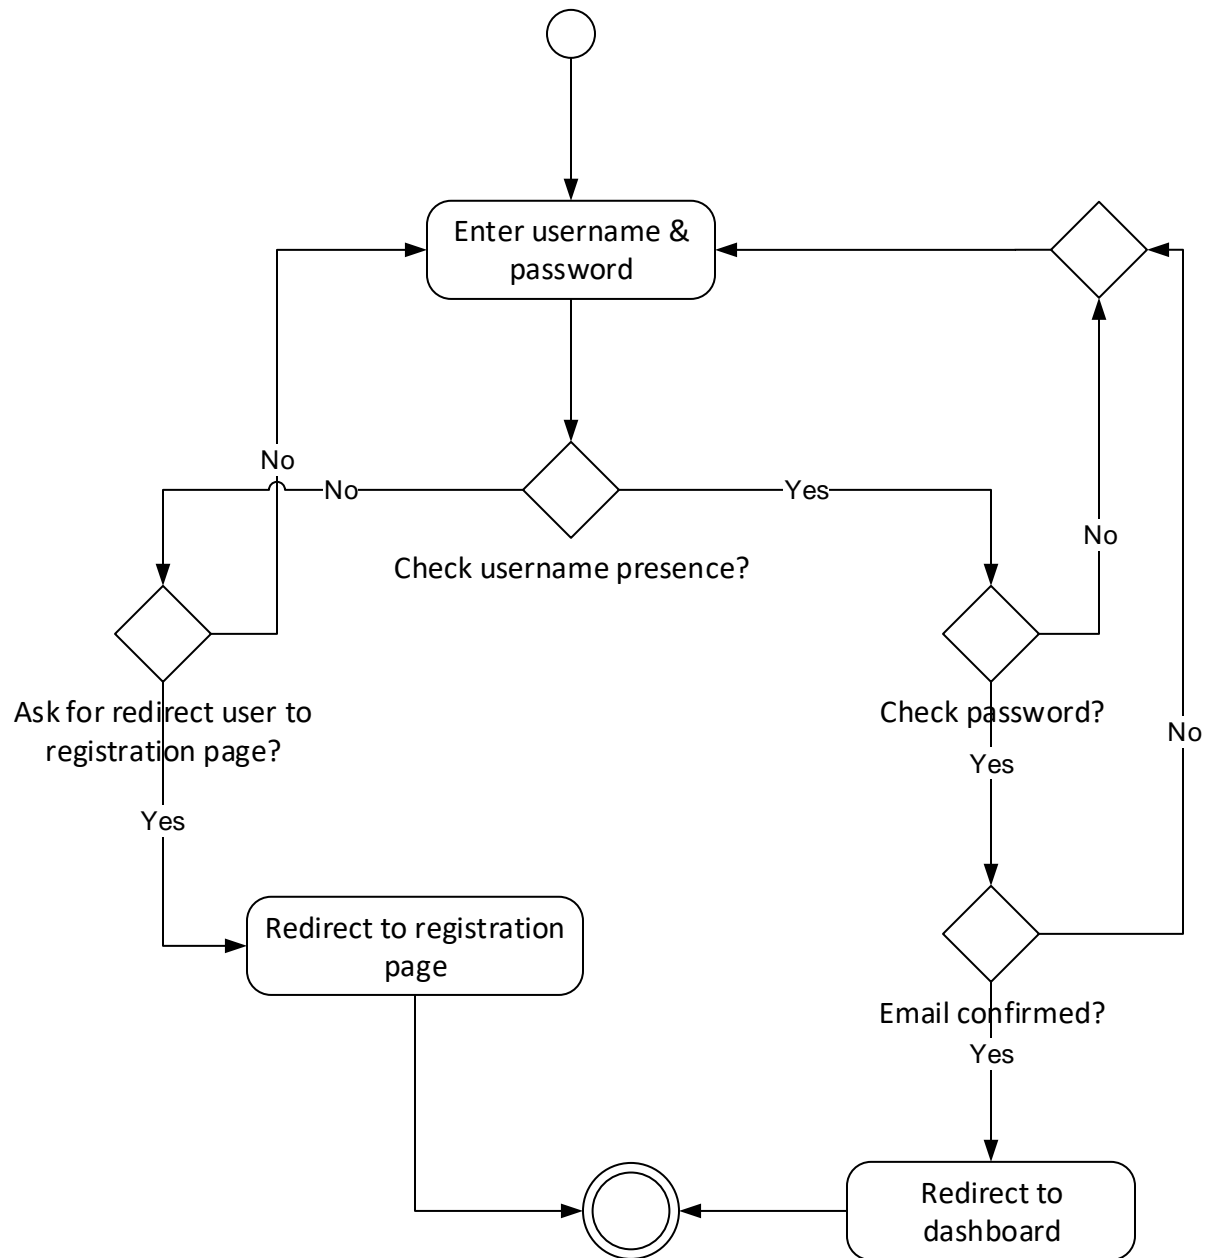 Enter username &
password
No
No
Yes
No
Check username presence?
Ask for redirect user to
registration page?
Check password?
No
Yes
Yes
Redirect to registration
page
Email confirmed?
Yes
Redirect to
dashboard